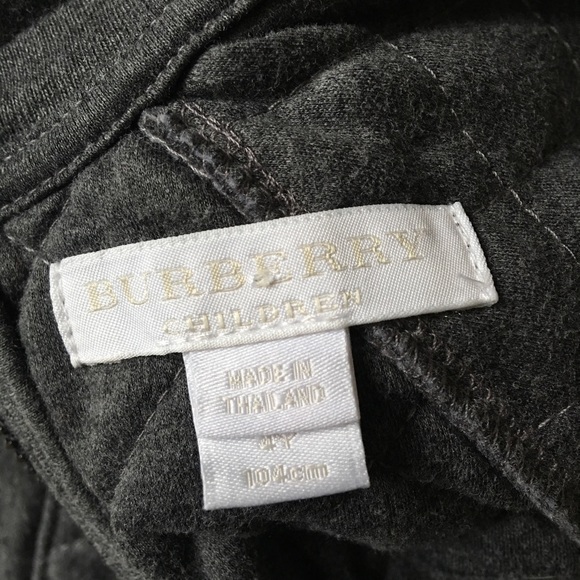 BURBERRY
CHILDREN
MADE IN
THAILAND
4Y
104cm